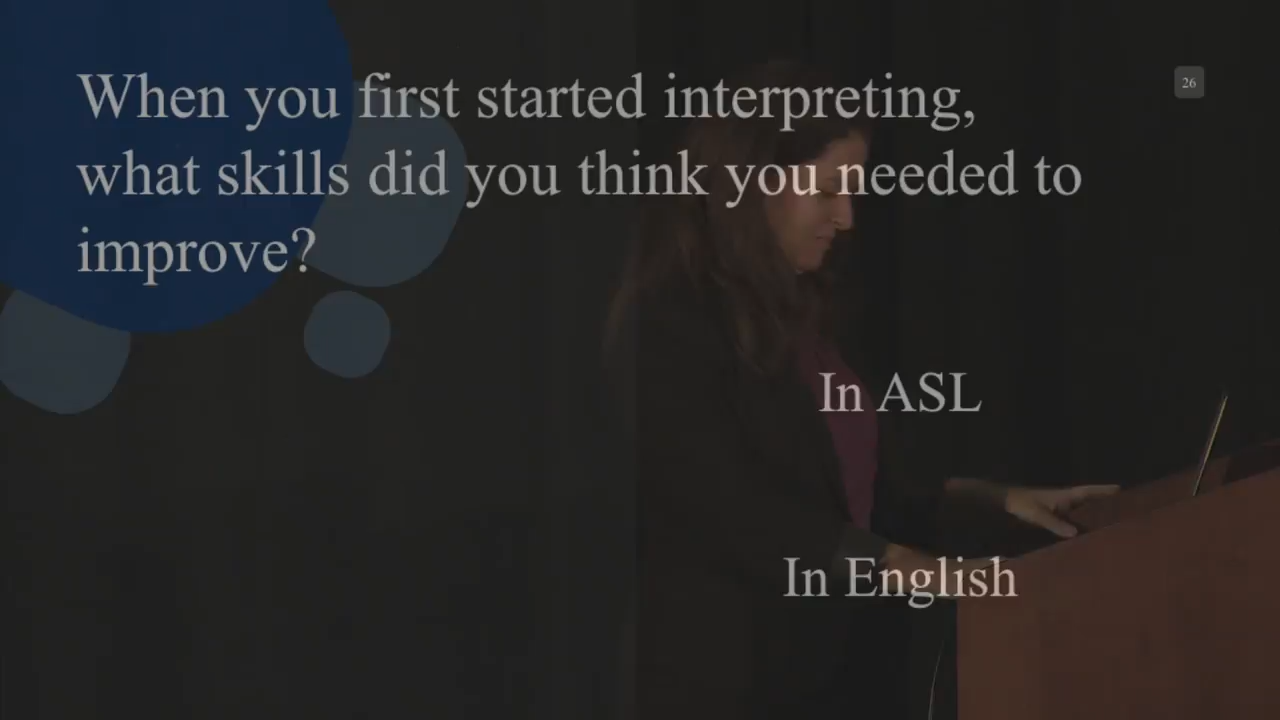 When you first started interpreting,
26
what skills did you think you needed to
improve?
In ASL
In English